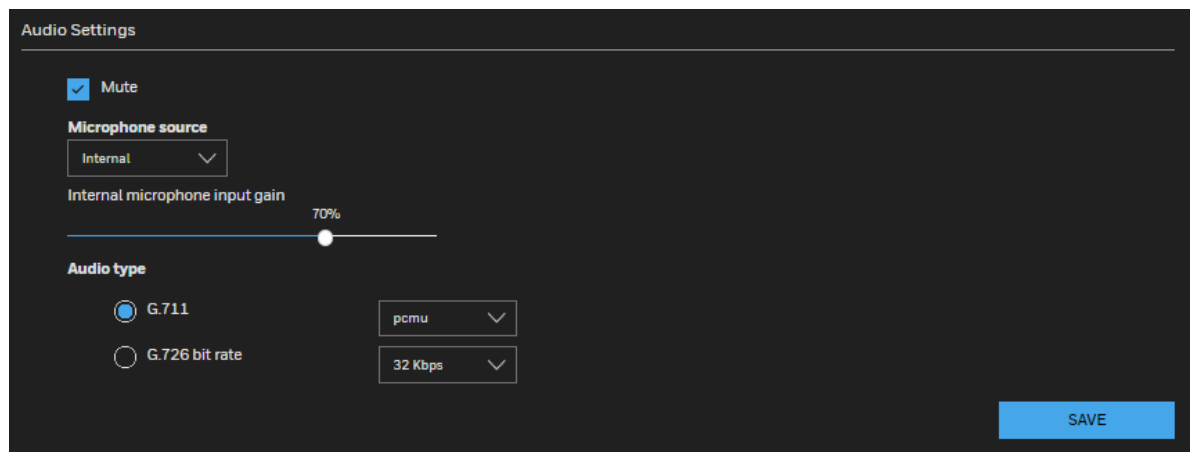 Audio Settings
Mute
Microphone source
Internal
Internal microphone input gain
70%
Audio type
G.711
pcmu
G.726 bit rate
32 Kbps
SAVE